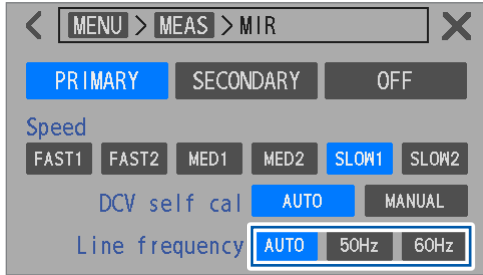 < MENU > MEAS > MIR ×
PRIMARY SECONDARY OFF
Speed
FAST1 FAST2 MED1 MED2 SLOW1 SLOW2
DCV self cal AUTO MANUAL
Line frequency AUTO 50Hz 60Hz